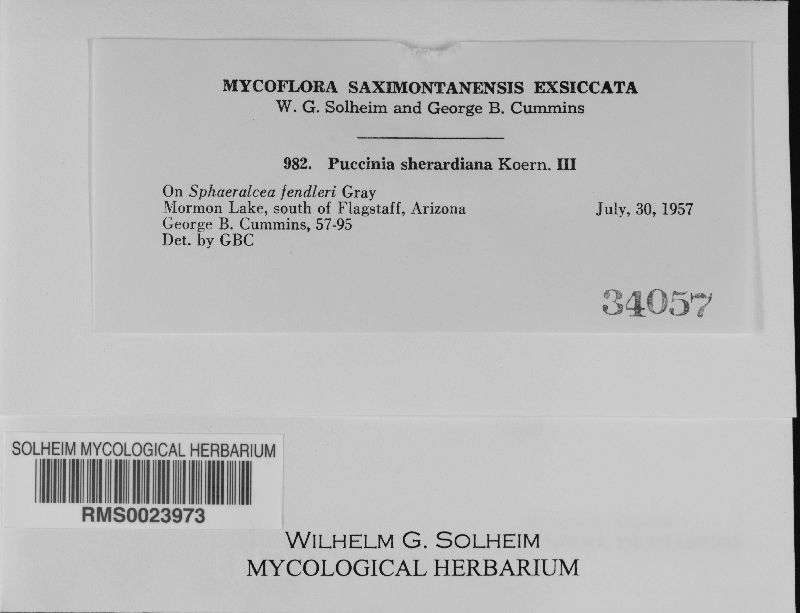 MYCOFLORA SAXIMONTANENSIS EXSICCATA
W. G. Solheim and George B. Cummins
982. Puccinia sherardiana Koern. III
On Sphaeralcea fendleri Gray
Mormon Lake, south of Flagstaff, Arizona July, 30, 1957
George B. Cummins, 57-95
Det. by GBC
34057
SOLHEIM MYCOLOGICAL HERBARIUM
RMS0023973
WILHELM G. SOLHEIM
MYCOLOGICAL HERBARIUM